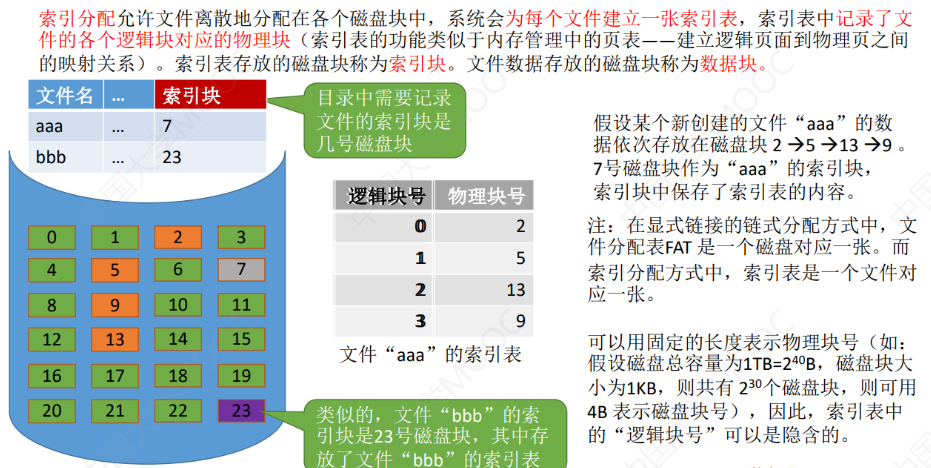 索引分配允许文件离散地分配在各个磁盘块中，系统会为每个文件建立一张索引表，索引表中记录了文
件的各个逻辑块对应的物理块（索引表的功能类似于内存管理中的页表——建立逻辑页面到物理页之间
的映射关系）。索引表存放的磁盘块称为索引块。文件数据存放的磁盘块称为数据块。
文件名 ... 索引块
aaa ... 7
bbb ... 23
目录中需要记录
文件的索引块是
几号磁盘块
0 1 2 3
4 5 6 7
8 9 10 11
12 13 14 15
16 17 18 19
20 21 22 23
逻辑块号 物理块号
0 2
1 5
2 13
3 9
文件“aaa”的索引表
类似的，文件“bbb”的索
引块是23号磁盘块，其中存
放了文件“bbb”的索引表
假设某个新创建的文件“aaa”的数
据依次存放在磁盘块 2 →5 →13 →9 。
7号磁盘块作为“aaa”的索引块，
索引块中保存了索引表的内容。
注：在显式链接的链式分配方式中，文
件分配表FAT 是一个磁盘对应一张。而
索引分配方式中，索引表是一个文件对
应一张。
可以用固定的长度表示物理块号（如：
假设磁盘总容量为1TB=2⁴⁰B，磁盘块大
小为1KB，则共有 2³⁰个磁盘块，则可用
4B 表示磁盘块号），因此，索引表中
的“逻辑块号”可以是隐含的。